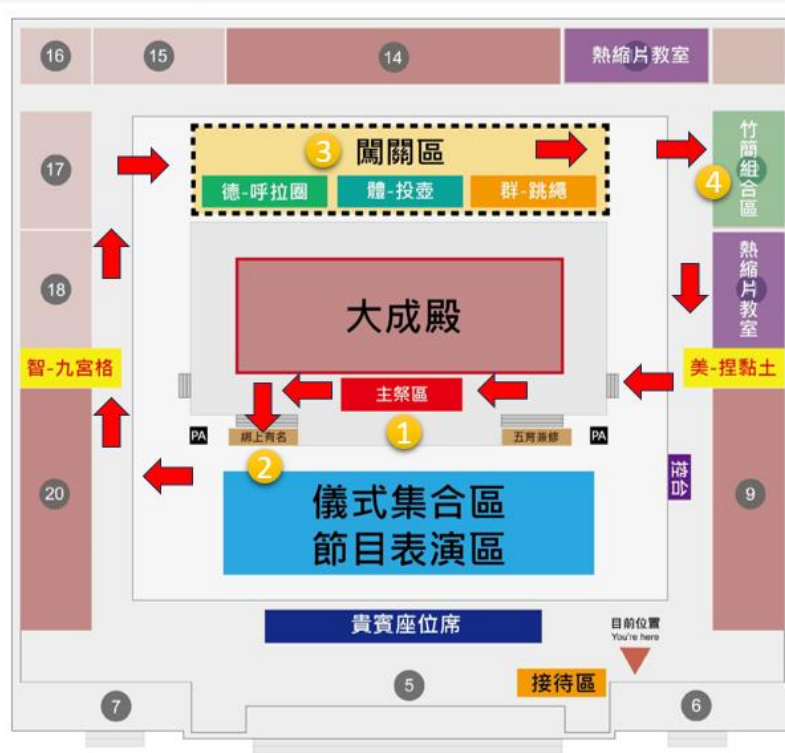 16
15
14
熱縮片教室
17
3
闖關區
德-呼拉圈
體-投壺
群-跳繩
竹簡組合區
4
18
大成殿
熱縮片教室
智-九宮格
美-捏黏土
主祭區
1
PA
綁上有名
五育兼修
PA
2
20
儀式集合區
節目表演區
控台
9
貴賓座位席
目前位置
You're here
5
接待區
7
6